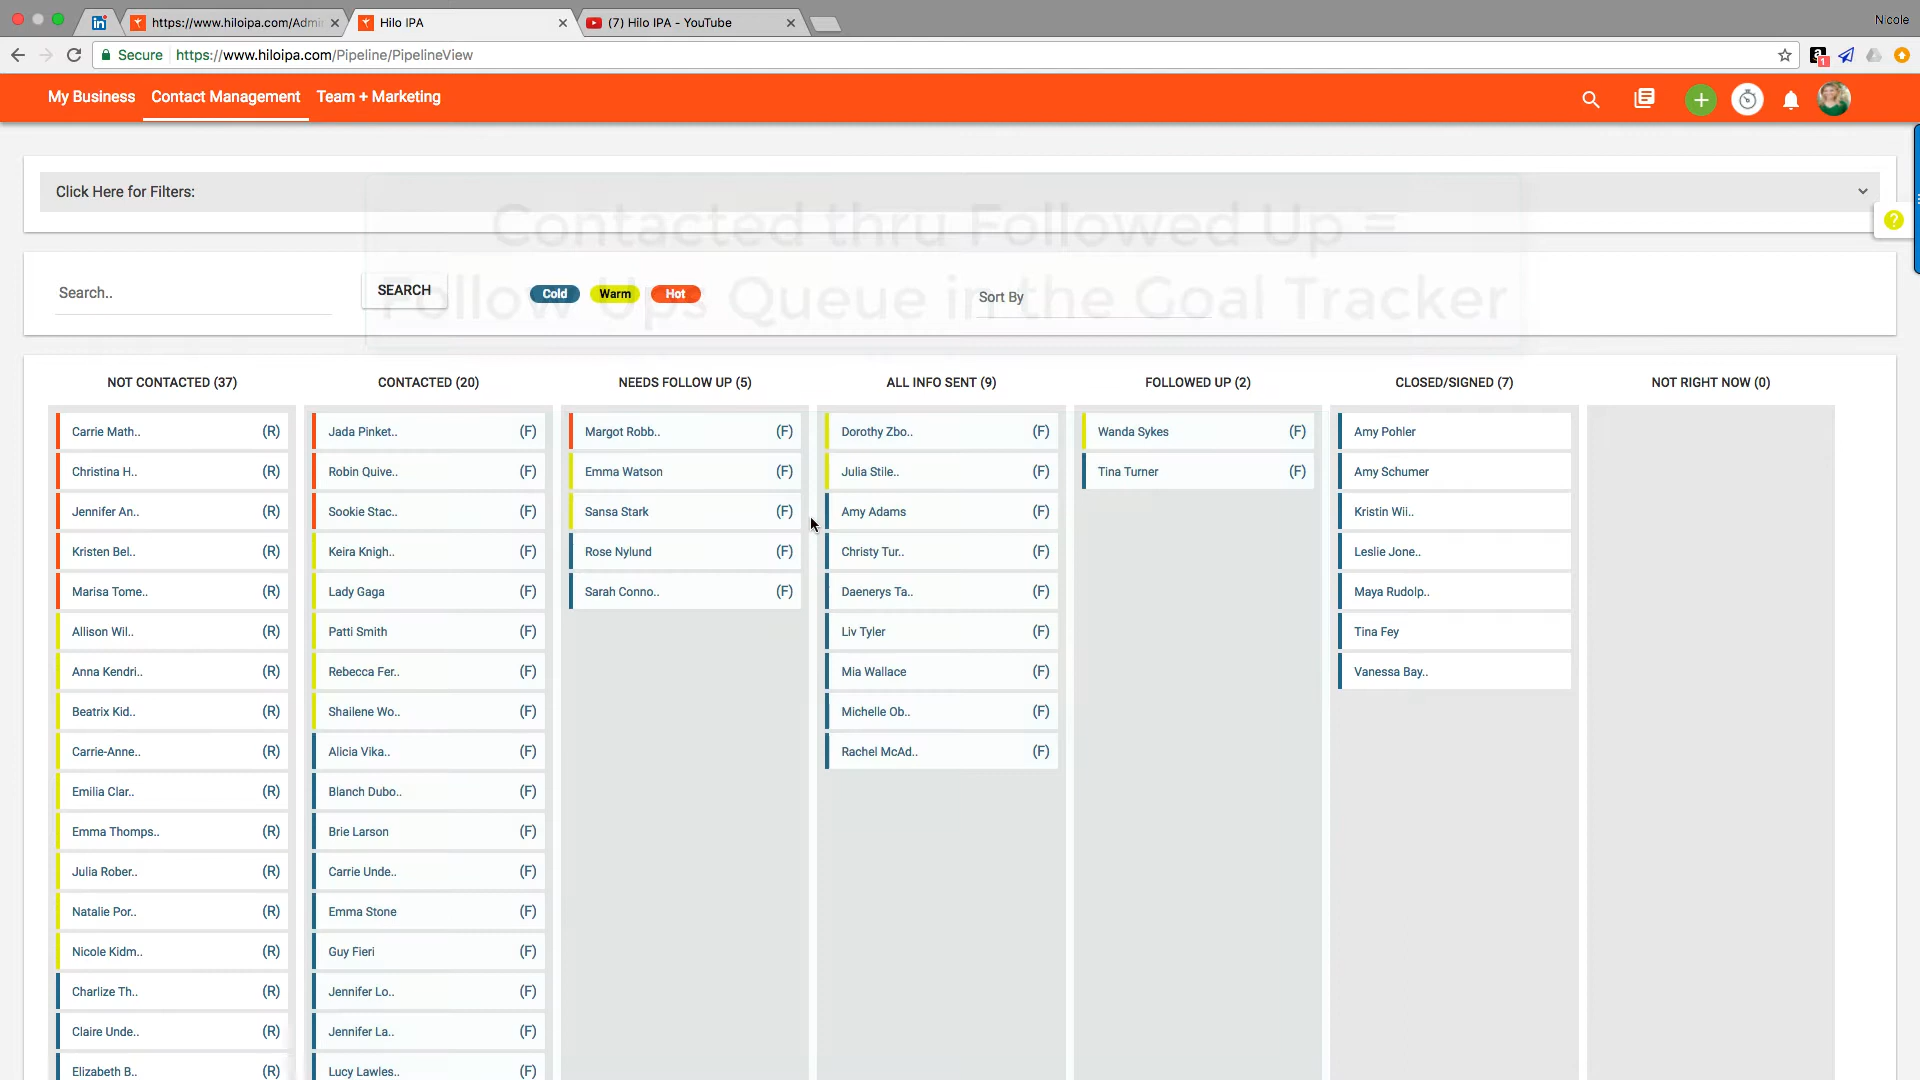 Nicole
https://www.hiloipa.com/Admi
Hilo IPA
(7) Hilo IPA - YouTube
Secure
https://www.hiloipa.com/Pipeline/PipelineView
1
My Business
Contact Management
Team + Marketing
Click Here for Filters:
Contacted thru Followed Up =
Follow Ups Queue in the Goal Tracker
Search..
SEARCH
Cold
Warm
Hot
Sort By
NOT CONTACTED (37)
Carrie Math.. (R)
Christina H.. (R)
Jennifer An.. (R)
Kristen Bel.. (R)
Marisa Tome.. (R)
Allison Wil.. (R)
Anna Kendri.. (R)
Beatrix Kid.. (R)
Carrie-Anne.. (R)
Emilia Clar.. (R)
Emma Thomps.. (R)
Julia Rober.. (R)
Natalie Por.. (R)
Nicole Kidm.. (R)
Charlize Th.. (R)
Claire Unde.. (R)
Elizabeth B.. (R)
CONTACTED (20)
Jada Pinket.. (F)
Robin Quive.. (F)
Sookie Stac.. (F)
Keira Knigh.. (F)
Lady Gaga (F)
Patti Smith (F)
Rebecca Fer.. (F)
Shailene Wo.. (F)
Alicia Vika.. (F)
Blanch Dubo.. (F)
Brie Larson (F)
Carrie Unde.. (F)
Emma Stone (F)
Guy Fieri (F)
Jennifer Lo.. (F)
Jennifer La.. (F)
Lucy Lawles.. (F)
NEEDS FOLLOW UP (5)
Margot Robb.. (F)
Emma Watson (F)
Sansa Stark (F)
Rose Nylund (F)
Sarah Conno.. (F)
ALL INFO SENT (9)
Dorothy Zbo.. (F)
Julia Stile.. (F)
Amy Adams (F)
Christy Tur.. (F)
Daenerys Ta.. (F)
Liv Tyler (F)
Mia Wallace (F)
Michelle Ob.. (F)
Rachel McAd.. (F)
FOLLOWED UP (2)
Wanda Sykes (F)
Tina Turner (F)
CLOSED/SIGNED (7)
Amy Pohler
Amy Schumer
Kristin Wii..
Leslie Jone..
Maya Rudolp..
Tina Fey
Vanessa Bay..
NOT RIGHT NOW (0)